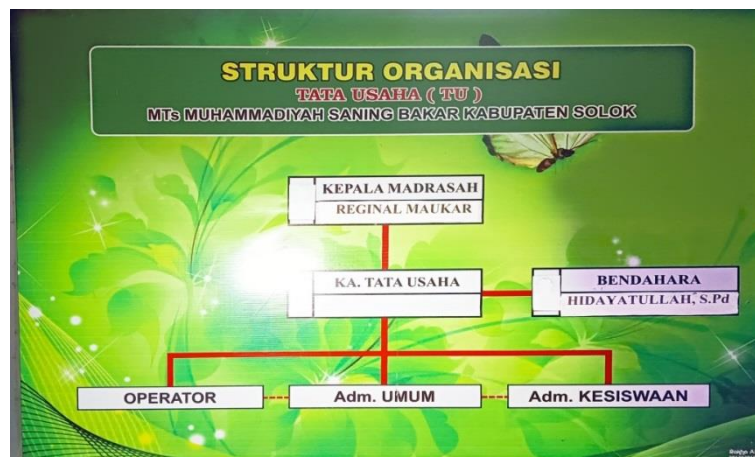 STRUKTUR ORGANISASI
TATA USAHA ( TU )
MTs MUHAMMADIYAH SANING BAKAR KABUPATEN SOLOK
KEPALA MADRASAH
REGINAL MAUKAR
KA. TATA USAHA
BENDAHARA
HIDAYATULLAH, S.Pd
OPERATOR
Adm. UMUM
Adm. KESISWAAN